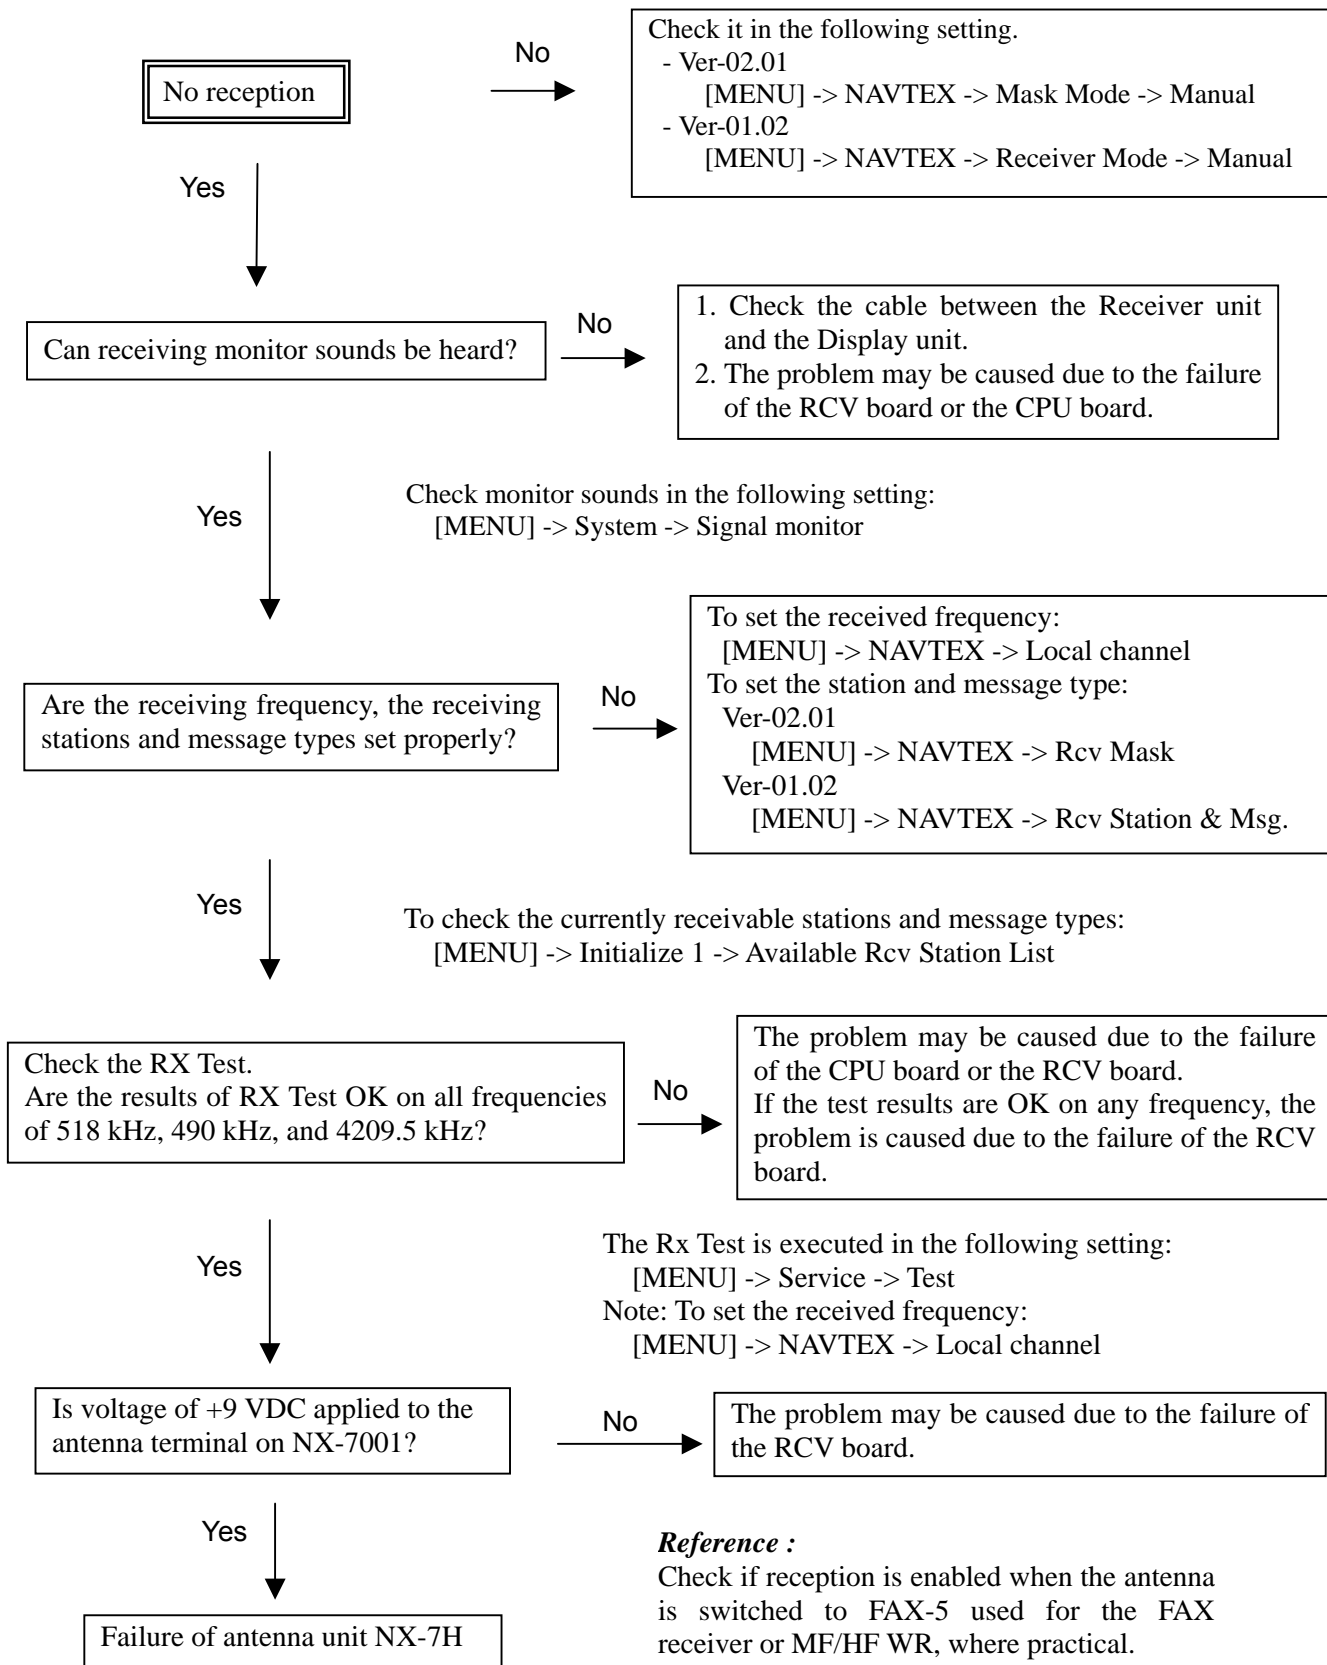 No reception
No
Check it in the following setting.
- Ver-02.01
[MENU] -> NAVTEX -> Mask Mode -> Manual
- Ver-01.02
[MENU] -> NAVTEX -> Receiver Mode -> Manual
Yes
Can receiving monitor sounds be heard?
No
1. Check the cable between the Receiver unit
and the Display unit.
2. The problem may be caused due to the failure
of the RCV board or the CPU board.
Yes
Check monitor sounds in the following setting:
[MENU] -> System -> Signal monitor
Are the receiving frequency, the receiving
stations and message types set properly?
No
To set the received frequency:
[MENU] -> NAVTEX -> Local channel
To set the station and message type:
Ver-02.01
[MENU] -> NAVTEX -> Rcv Mask
Ver-01.02
[MENU] -> NAVTEX -> Rcv Station & Msg.
Yes
To check the currently receivable stations and message types:
[MENU] -> Initialize 1 -> Available Rcv Station List
Check the RX Test.
Are the results of RX Test OK on all frequencies
of 518 kHz, 490 kHz, and 4209.5 kHz?
No
The problem may be caused due to the failure
of the CPU board or the RCV board.
If the test results are OK on any frequency, the
problem is caused due to the failure of the RCV
board.
Yes
The Rx Test is executed in the following setting:
[MENU] -> Service -> Test
Note: To set the received frequency:
[MENU] -> NAVTEX -> Local channel
Is voltage of +9 VDC applied to the
antenna terminal on NX-7001?
No
The problem may be caused due to the failure of
the RCV board.
Yes
Failure of antenna unit NX-7H
Reference :
Check if reception is enabled when the antenna
is switched to FAX-5 used for the FAX
receiver or MF/HF WR, where practical.